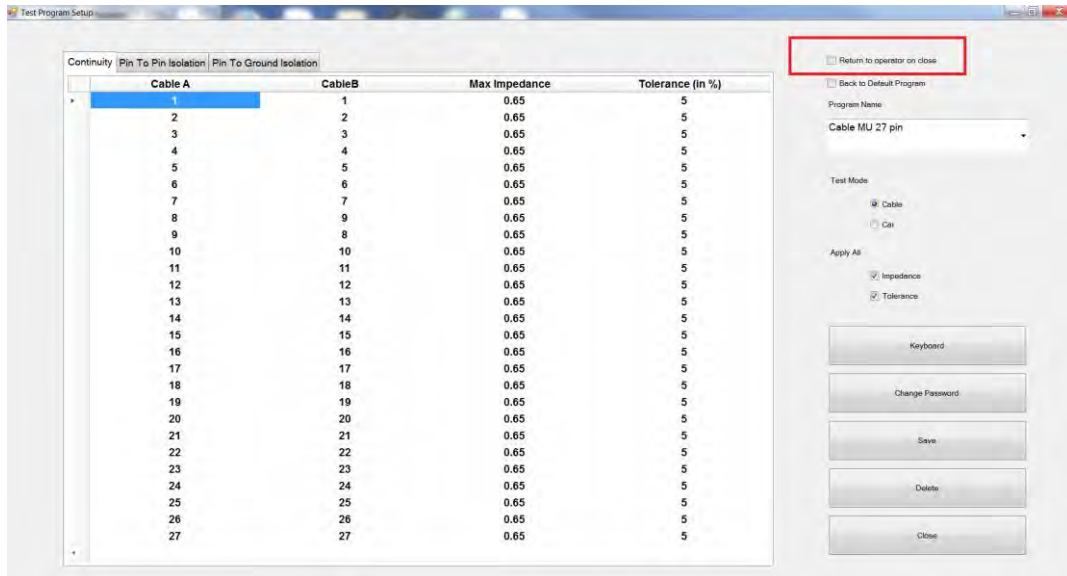 Test Program Setup
Continuity Pin To Pin Isolation Pin To Ground Isolation
Cable A CableB Max Impedance Tolerance (in %)
1 1 0.65 5
2 2 0.65 5
3 3 0.65 5
4 4 0.65 5
5 5 0.65 5
6 6 0.65 5
7 7 0.65 5
8 9 0.65 5
9 8 0.65 5
10 10 0.65 5
11 11 0.65 5
12 12 0.65 5
13 13 0.65 5
14 14 0.65 5
15 15 0.65 5
16 16 0.65 5
17 17 0.65 5
18 18 0.65 5
19 19 0.65 5
20 20 0.65 5
21 21 0.65 5
22 22 0.65 5
23 23 0.65 5
24 24 0.65 5
25 25 0.65 5
26 26 0.65 5
27 27 0.65 5
Return to operator on close
Back to Default Program
Program Name
Cable MU 27 pin
Test Mode
Cable
Car
Apply All
Impedance
Tolerance
Keyboard
Change Password
Save
Delete
Close